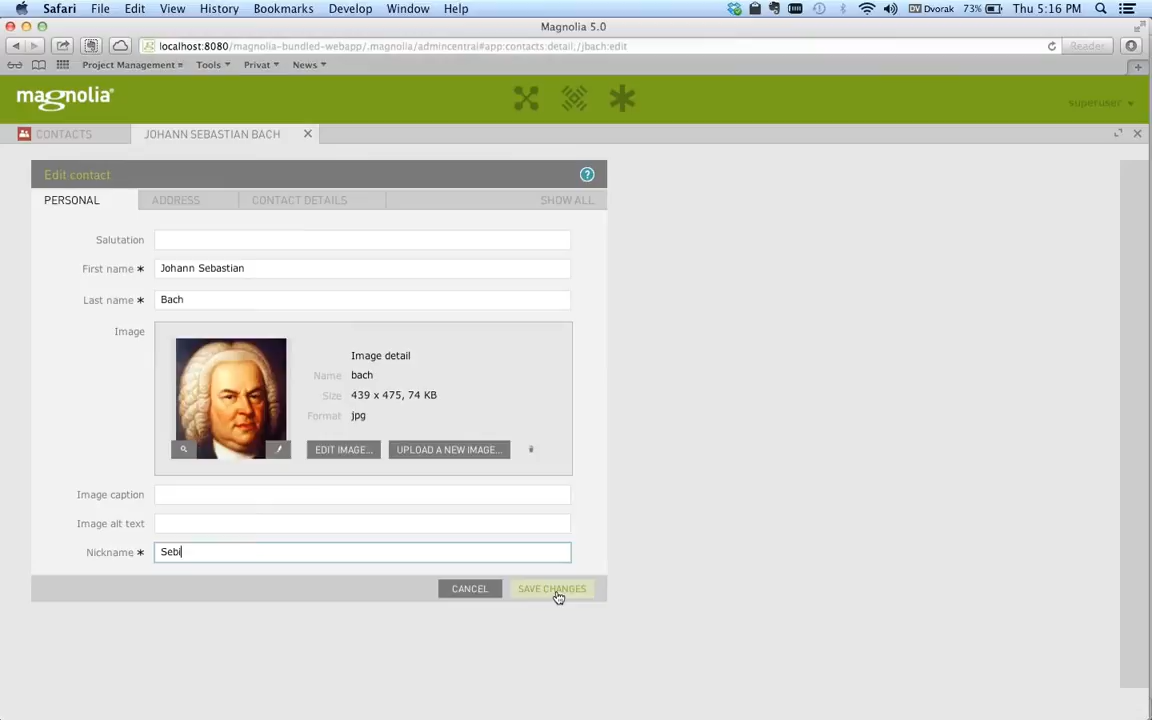 Safari File Edit View History Bookmarks Develop Window Help Dvorak 73% Thu 5:16 PM
Magnolia 5.0
localhost:8080/magnolia-bundled-webapp/.magnolia/admincentral#app:contacts:detail;/jbach:edit Reader
Project Management Tools Privat News
magnolia superuser
CONTACTS JOHANN SEBASTIAN BACH
Edit contact ?
PERSONAL ADDRESS CONTACT DETAILS SHOW ALL
Salutation
First name * Johann Sebastian
Last name * Bach
Image
Image detail
Name bach
Size 439 x 475, 74 KB
Format jpg
EDIT IMAGE... UPLOAD A NEW IMAGE...
Image caption
Image alt text
Nickname * Sebi
CANCEL SAVE CHANGES